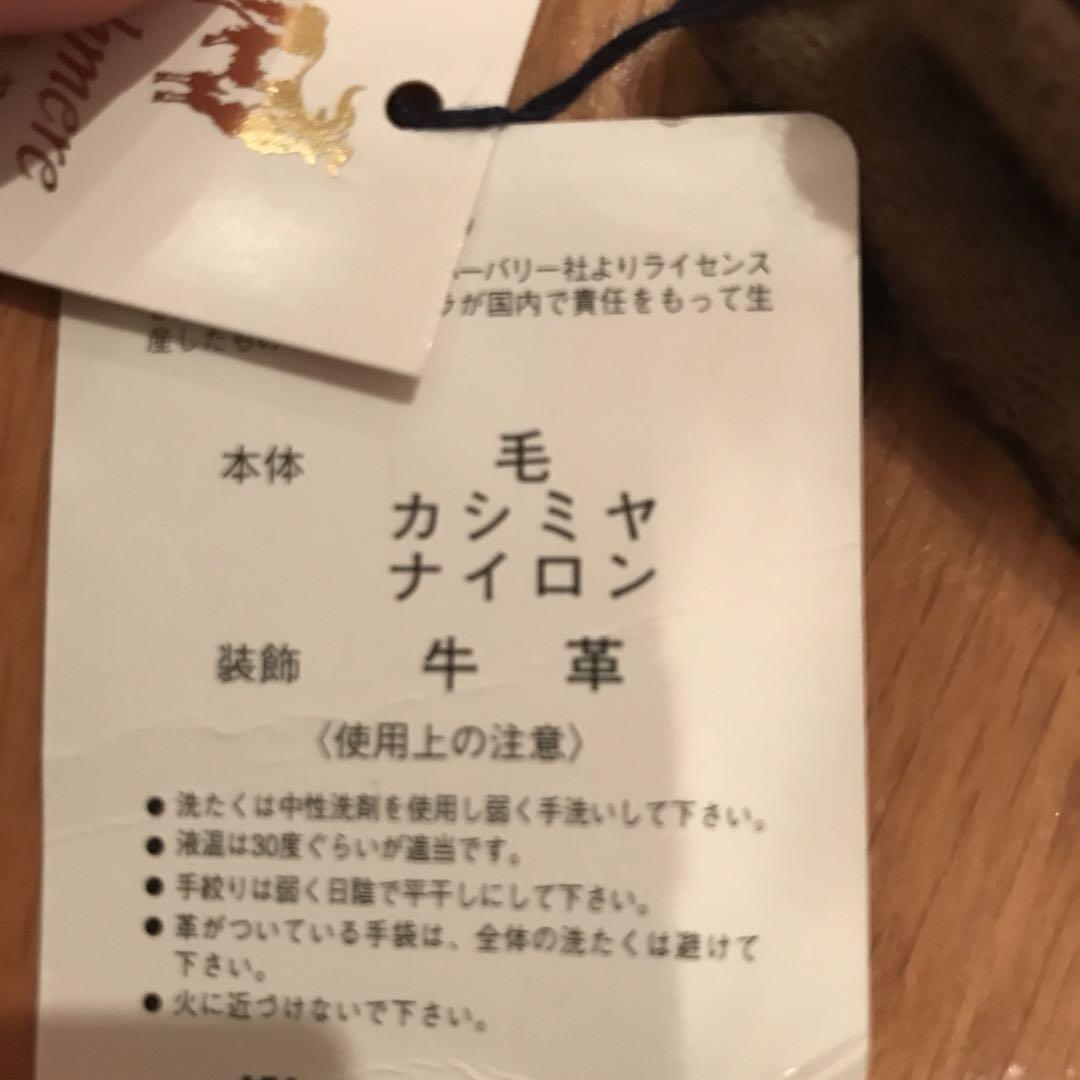 mere
ーバリー社よりライセンス
が国内で責任をもって生
産したもの
本体 毛
カシミヤ
ナイロン
装飾 牛革
〈使用上の注意〉
● 洗たくは中性洗剤を使用し弱く手洗いして下さい。
● 液温は30度ぐらいが適当です。
● 手絞りは弱く日陰で平干しにして下さい。
● 革がついている手袋は、全体の洗たくは避けて
下さい。
● 火に近づけないで下さい。